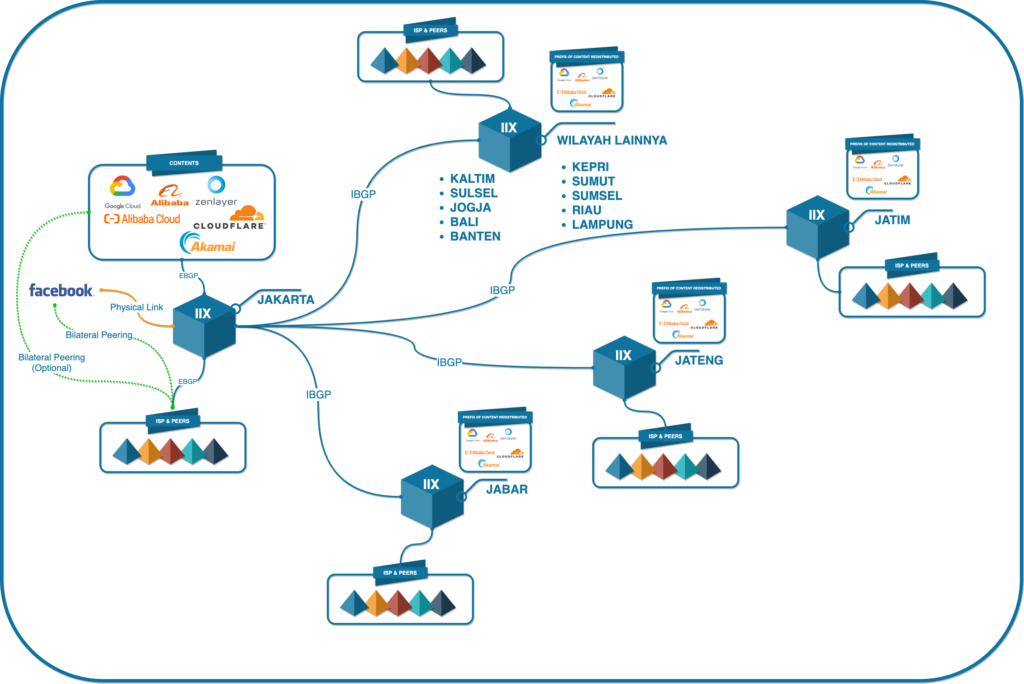 ISP & PEERS
PREFIX OF CONTENT REDISTRIBUTED
Google Cloud
Alibaba
zenlayer
Alibaba Cloud
CLOUDFLARE
Akamai
IIX
WILAYAH LAINNYA
• KALTIM
• SULSEL
• JOGJA
• BALI
• BANTEN
• KEPRI
• SUMUT
• SUMSEL
• RIAU
• LAMPUNG
IBGP
CONTENTS
Google Cloud
Alibaba
zenlayer
Alibaba Cloud
CLOUDFLARE
Akamai
EBGP
facebook
Physical Link
IIX
JAKARTA
Bilateral Peering
Bilateral Peering
(Optional)
EBGP
ISP & PEERS
PREFIX OF CONTENT REDISTRIBUTED
Google Cloud
Alibaba
zenlayer
Alibaba Cloud
CLOUDFLARE
Akamai
IIX
JATIM
IBGP
ISP & PEERS
PREFIX OF CONTENT REDISTRIBUTED
Google Cloud
Alibaba
zenlayer
Alibaba Cloud
CLOUDFLARE
Akamai
IIX
JATENG
IBGP
ISP & PEERS
IBGP
PREFIX OF CONTENT REDISTRIBUTED
Google Cloud
Alibaba
zenlayer
Alibaba Cloud
CLOUDFLARE
Akamai
IIX
JABAR
ISP & PEERS